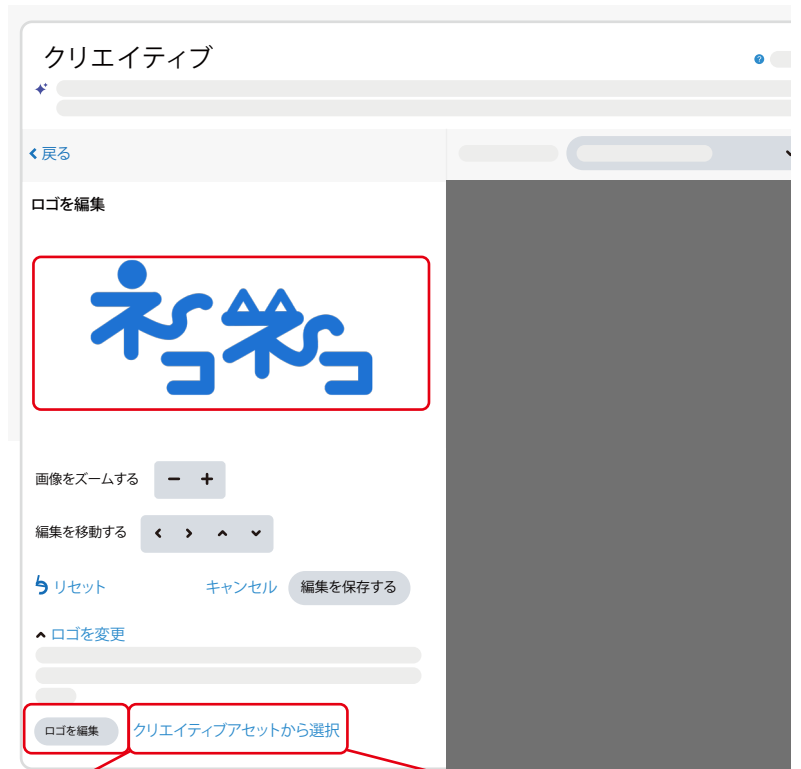 クリエイティブ
戻る
ロゴを編集
ネコネコ
画像をズームする
編集を移動する
リセット キャンセル 編集を保存する
ロゴを変更
ロゴを編集 クリエイティブアセットから選択